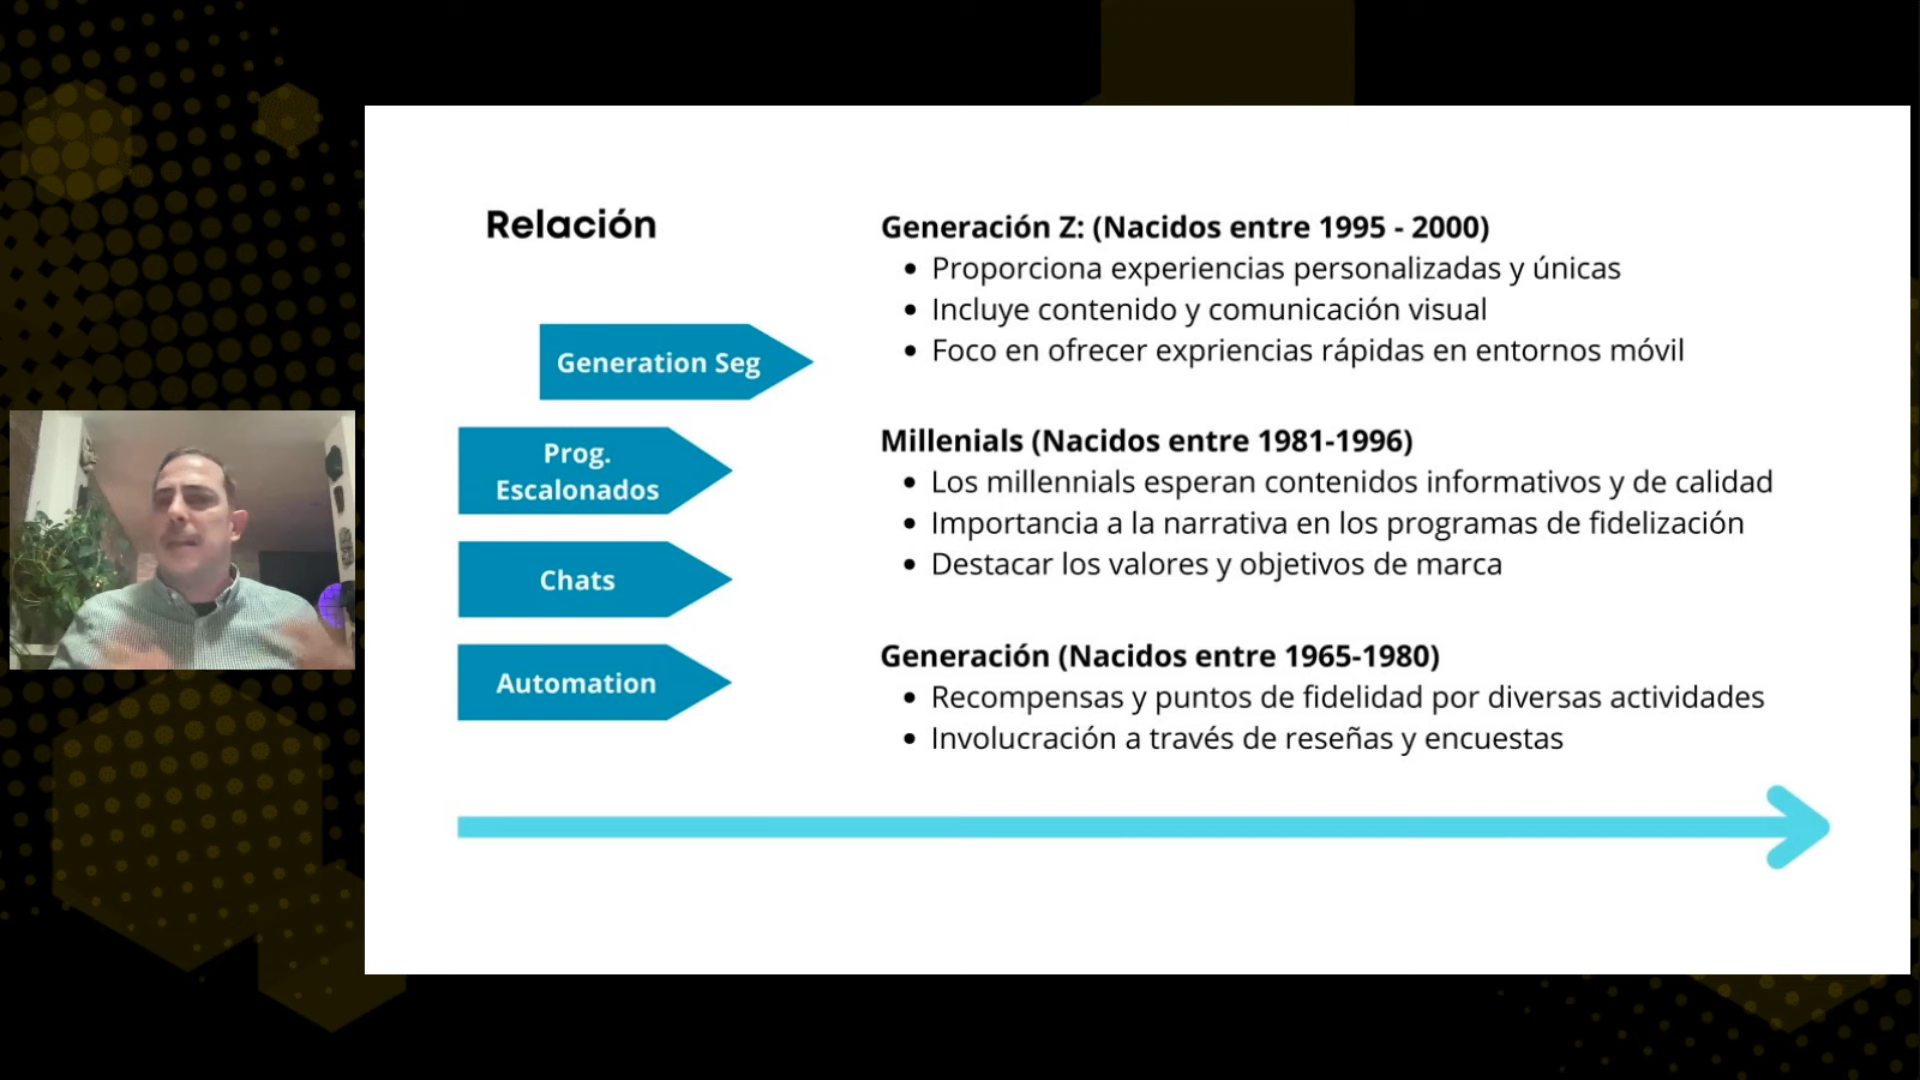 Relación
Generation Seg
Prog.
Escalonados
Chats
Automation
Generación Z: (Nacidos entre 1995 - 2000)
• Proporciona experiencias personalizadas y únicas
• Incluye contenido y comunicación visual
• Foco en ofrecer expriencias rápidas en entornos móvil
Millenials (Nacidos entre 1981-1996)
• Los millennials esperan contenidos informativos y de calidad
• Importancia a la narrativa en los programas de fidelización
• Destacar los valores y objetivos de marca
Generación (Nacidos entre 1965-1980)
• Recompensas y puntos de fidelidad por diversas actividades
• Involucración a través de reseñas y encuestas